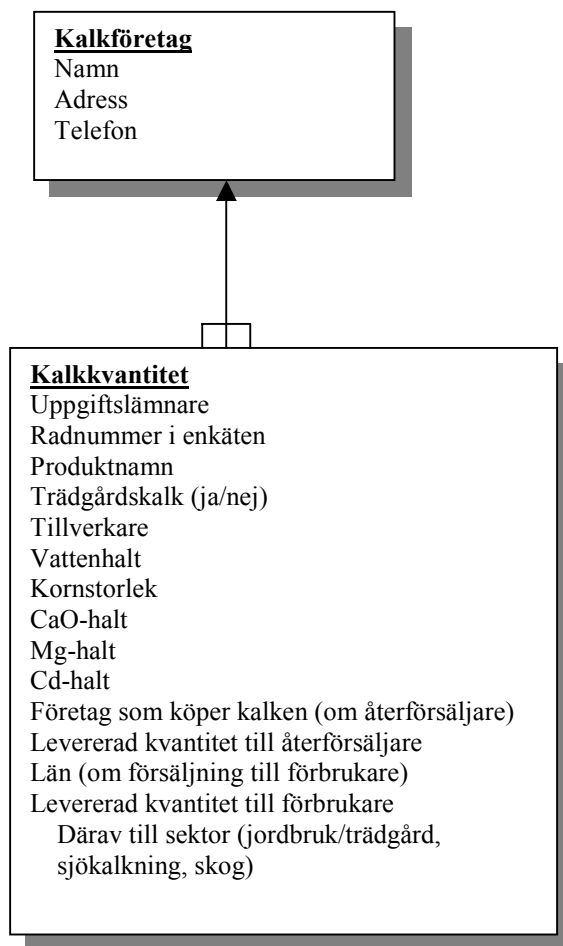 Kalkföretag
Namn
Adress
Telefon
Kalkkvantitet
Uppgiftslämnare
Radnummer i enkäten
Produktnamn
Trädgårdskalk (ja/nej)
Tillverkare
Vattenhalt
Kornstorlek
CaO-halt
Mg-halt
Cd-halt
Företag som köper kalken (om återförsäljare)
Levererad kvantitet till återförsäljare
Län (om försäljning till förbrukare)
Levererad kvantitet till förbrukare
Därav till sektor (jordbruk/trädgård,
sjökalkning, skog)